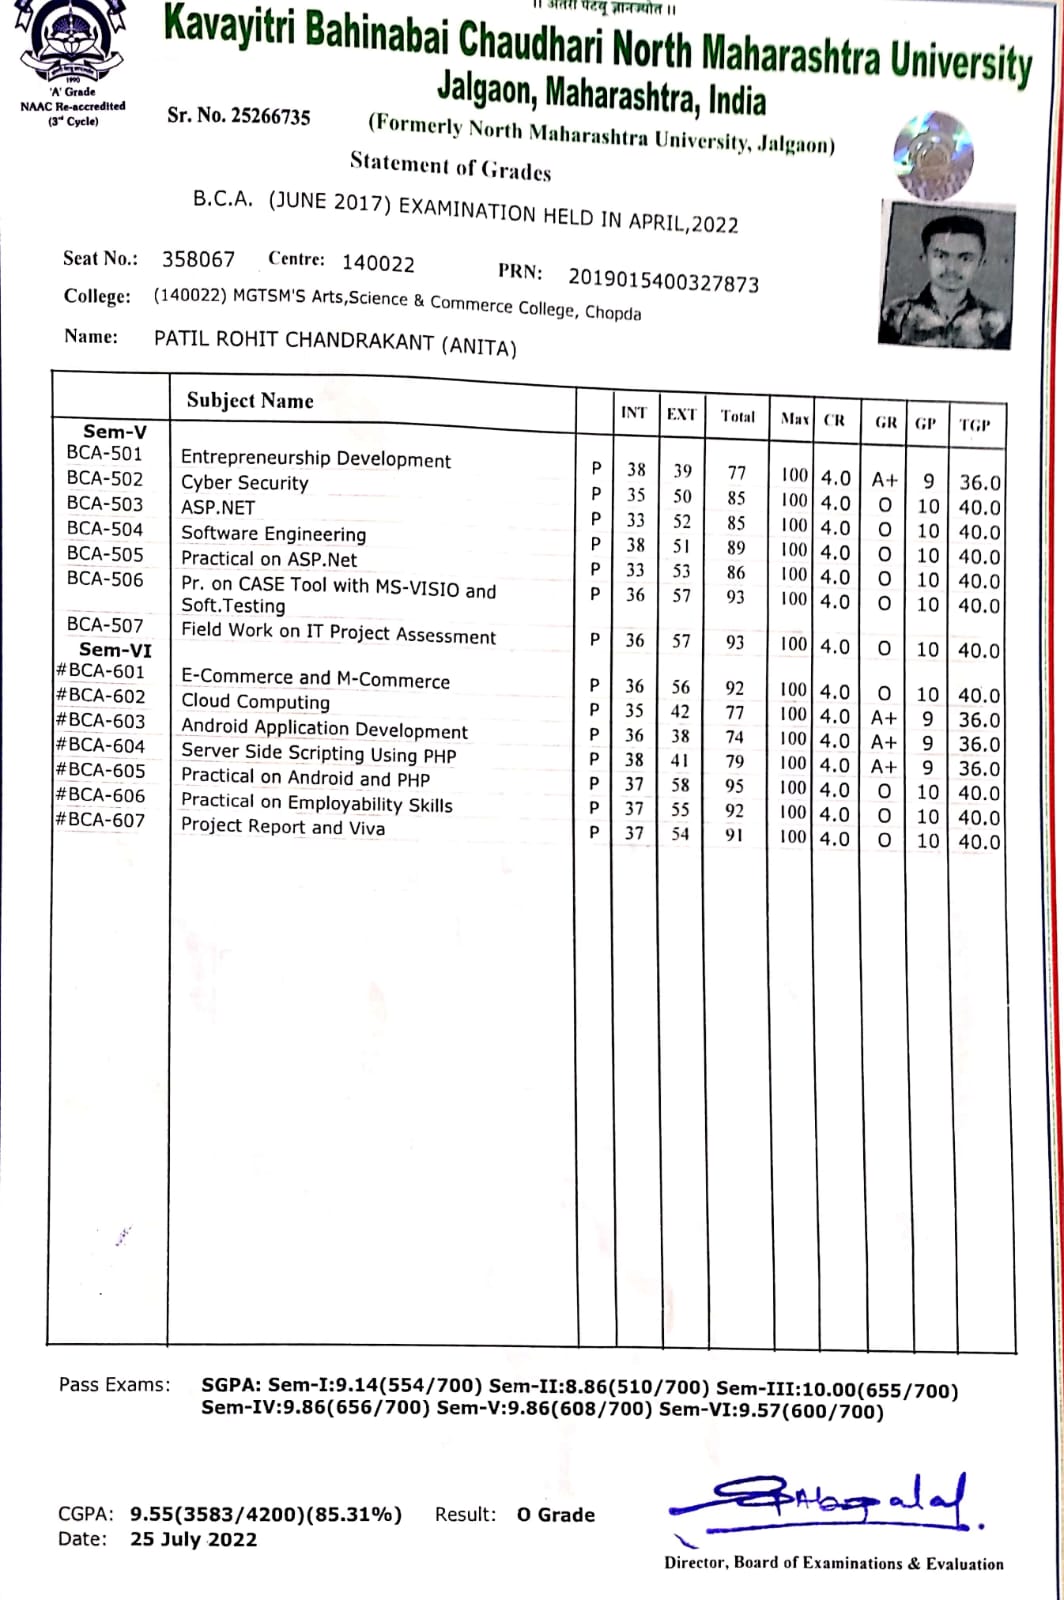 ।। अंतरी पेटवू ज्ञानज्योत ।।
Kavayitri Bahinabai Chaudhari North Maharashtra University
Jalgaon, Maharashtra, India
1990
'A' Grade
NAAC Re-accredited
(3rd Cycle)
Sr. No. 25266735
(Formerly North Maharashtra University, Jalgaon)
Statement of Grades
B.C.A. (JUNE 2017) EXAMINATION HELD IN APRIL,2022
Seat No.: 358067 Centre: 140022 PRN: 2019015400327873
College: (140022) MGTSM'S Arts,Science & Commerce College, Chopda
Name: PATIL ROHIT CHANDRAKANT (ANITA)
Subject Name INT EXT Total Max CR GR GP TGP
Sem-V
BCA-501 Entrepreneurship Development P 38 39 77 100 4.0 A+ 9 36.0
BCA-502 Cyber Security P 35 50 85 100 4.0 O 10 40.0
BCA-503 ASP.NET P 33 52 85 100 4.0 O 10 40.0
BCA-504 Software Engineering P 38 51 89 100 4.0 O 10 40.0
BCA-505 Practical on ASP.Net P 33 53 86 100 4.0 O 10 40.0
BCA-506 Pr. on CASE Tool with MS-VISIO and P 36 57 93 100 4.0 O 10 40.0
Soft.Testing
BCA-507 Field Work on IT Project Assessment P 36 57 93 100 4.0 O 10 40.0
Sem-VI
#BCA-601 E-Commerce and M-Commerce P 36 56 92 100 4.0 O 10 40.0
#BCA-602 Cloud Computing P 35 42 77 100 4.0 A+ 9 36.0
#BCA-603 Android Application Development P 36 38 74 100 4.0 A+ 9 36.0
#BCA-604 Server Side Scripting Using PHP P 38 41 79 100 4.0 A+ 9 36.0
#BCA-605 Practical on Android and PHP P 37 58 95 100 4.0 O 10 40.0
#BCA-606 Practical on Employability Skills P 37 55 92 100 4.0 O 10 40.0
#BCA-607 Project Report and Viva P 37 54 91 100 4.0 O 10 40.0
Pass Exams: SGPA: Sem-I:9.14(554/700) Sem-II:8.86(510/700) Sem-III:10.00(655/700)
Sem-IV:9.86(656/700) Sem-V:9.86(608/700) Sem-VI:9.57(600/700)
CGPA: 9.55(3583/4200)(85.31%) Result: O Grade
Date: 25 July 2022
Director, Board of Examinations & Evaluation